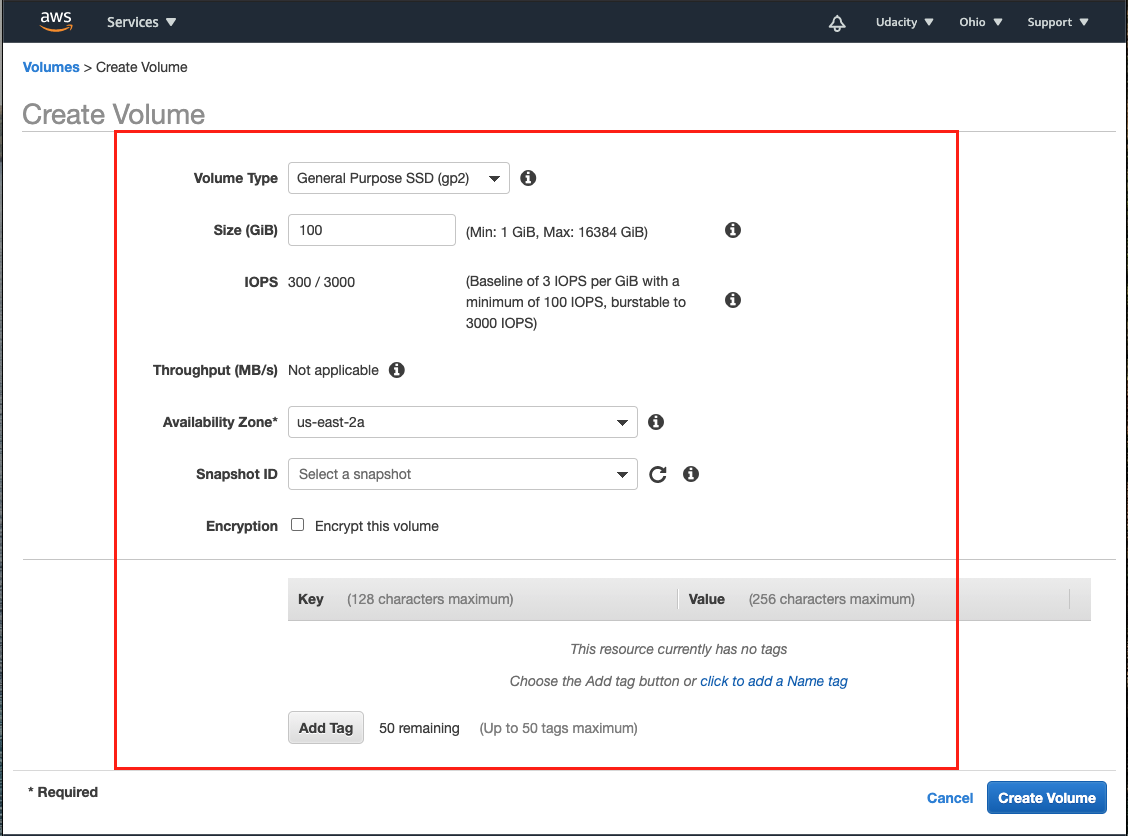 aws Services Udacity Ohio Support
Volumes > Create Volume
Create Volume
Volume Type General Purpose SSD (gp2)
Size (GiB) 100 (Min: 1 GiB, Max: 16384 GiB)
IOPS 300 / 3000 (Baseline of 3 IOPS per GiB with a
minimum of 100 IOPS, burstable to
3000 IOPS)
Throughput (MB/s) Not applicable
Availability Zone* us-east-2a
Snapshot ID Select a snapshot
Encryption Encrypt this volume
Key (128 characters maximum) Value (256 characters maximum)
This resource currently has no tags
Choose the Add tag button or click to add a Name tag
Add Tag 50 remaining (Up to 50 tags maximum)
* Required
Cancel Create Volume